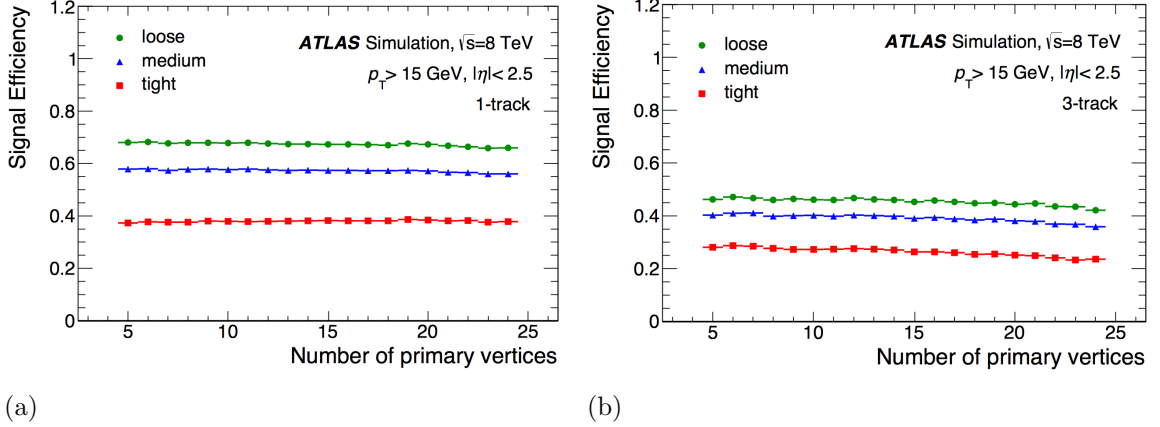 1.2
1
0.8
0.6
0.4
0.2
0
Signal Efficiency
loose
medium
tight
ATLAS Simulation, √s=8 TeV
p_T> 15 GeV, |η|< 2.5
1-track
5 10 15 20 25
Number of primary vertices
(a)
1.2
1
0.8
0.6
0.4
0.2
0
Signal Efficiency
loose
medium
tight
ATLAS Simulation, √s=8 TeV
p_T> 15 GeV, |η|< 2.5
3-track
5 10 15 20 25
Number of primary vertices
(b)